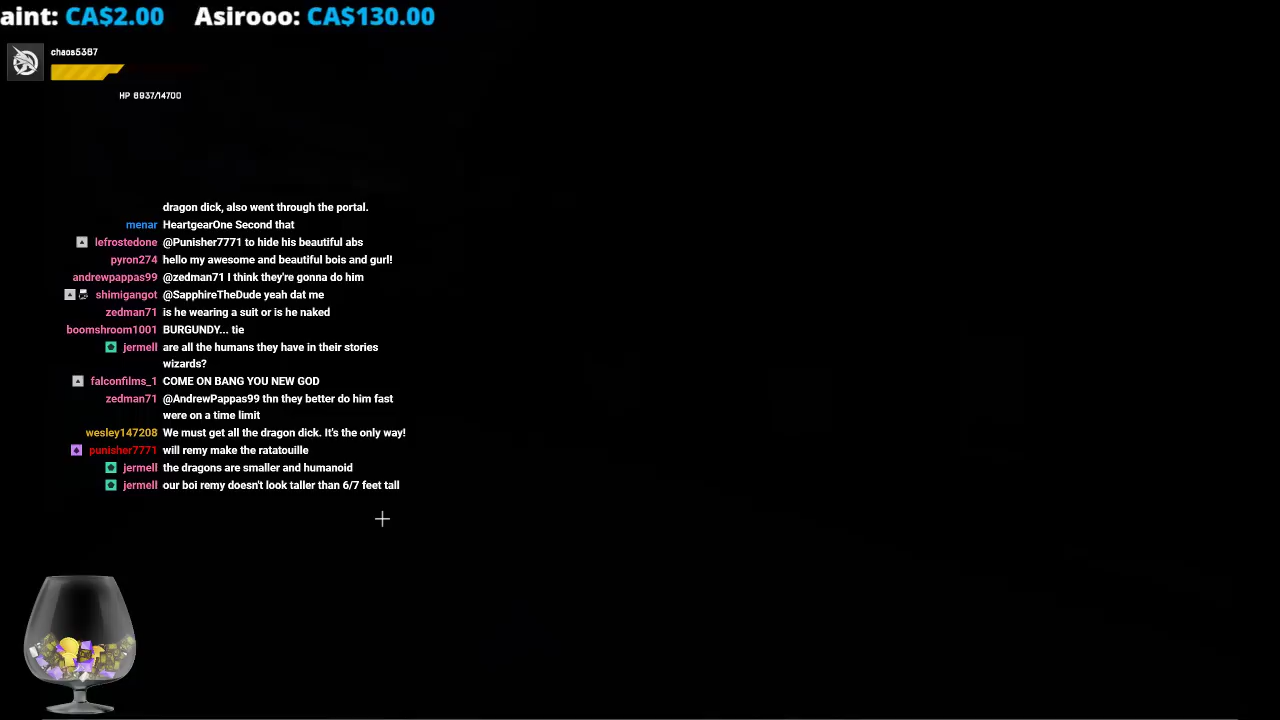 aint: CA$2.00 Asirooo: CA$130.00
chaos5387
HP 6937/14700
dragon dick, also went through the portal.
menar HeartgearOne Second that
lefrostedone @Punisher7771 to hide his beautiful abs
pyron274 hello my awesome and beautiful bois and gurl!
andrewpappas99 @zedman71 I think they're gonna do him
shimigangot @SapphireTheDude yeah dat me
zedman71 is he wearing a suit or is he naked
boomshroom1001 BURGUNDY... tie
jermell are all the humans they have in their stories
wizards?
falconfilms_1 COME ON BANG YOU NEW GOD
zedman71 @AndrewPappas99 thn they better do him fast
were on a time limit
wesley147208 We must get all the dragon dick. It's the only way!
punisher7771 will remy make the ratatouille
jermell the dragons are smaller and humanoid
jermell our boi remy doesn't look taller than 6/7 feet tall